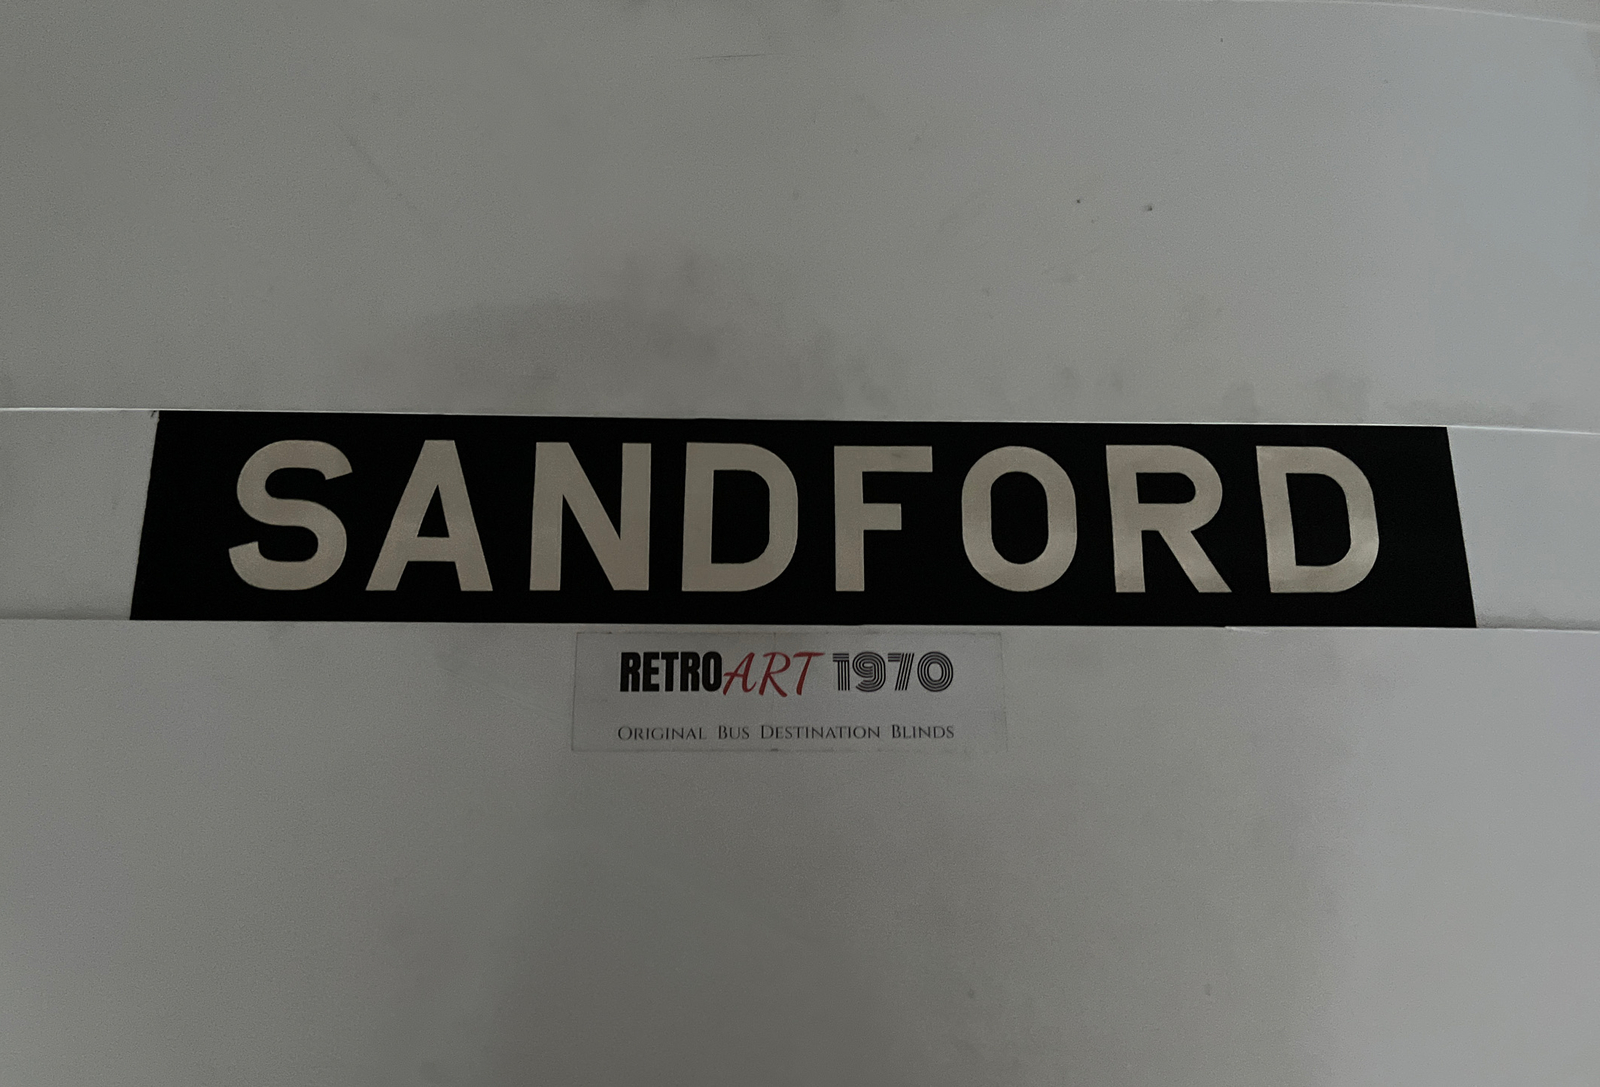 SANDFORD
RETROART 1970
ORIGINAL BUS DESTINATION BLINDS